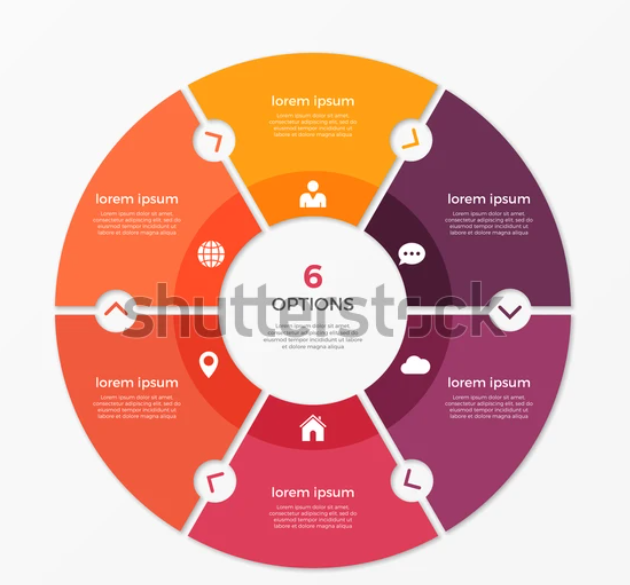 lorem ipsum
Lorem ipsum dolor sit amet,
consectetur adipiscing elit, sed do
eiusmod tempor incididunt ut
labore et dolore magna aliqua.
lorem ipsum
Lorem ipsum dolor sit amet,
consectetur adipiscing elit, sed do
eiusmod tempor incididunt ut
labore et dolore magna aliqua.
lorem ipsum
Lorem ipsum dolor sit amet,
consectetur adipiscing elit, sed do
eiusmod tempor incididunt ut
labore et dolore magna aliqua.
6
OPTIONS
shutterstock
eiusmod tempor incididunt ut labore
et dolore magna aliqua
lorem ipsum
Lorem ipsum dolor sit amet,
consectetur adipiscing elit, sed do
eiusmod tempor incididunt ut
labore et dolore magna aliqua.
lorem ipsum
Lorem ipsum dolor sit amet,
consectetur adipiscing elit, sed do
eiusmod tempor incididunt ut
labore et dolore magna aliqua.
lorem ipsum
Lorem ipsum dolor sit amet,
consectetur adipiscing elit, sed do
eiusmod tempor incididunt ut
labore et dolore magna aliqua.